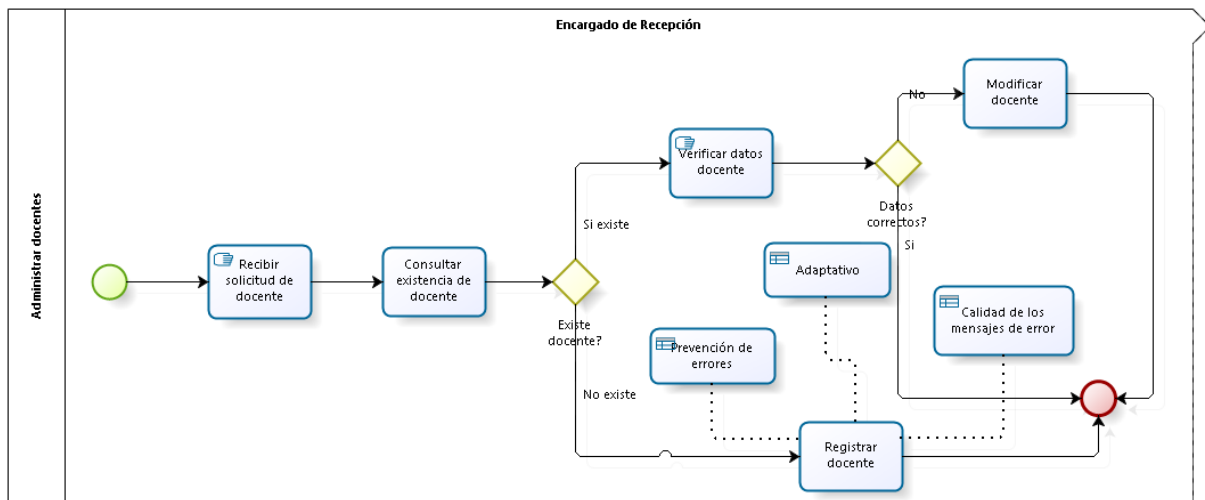 Encargado de Recepción
Administrar docentes
Recibir
solicitud de
docente
Consultar
existencia de
docente
Existe
docente?
Si existe
No existe
Verificar datos
docente
Datos
correctos?
No
Si
Modificar
docente
Adaptativo
Calidad de los
mensajes de error
Prevención de
errores
Registrar
docente